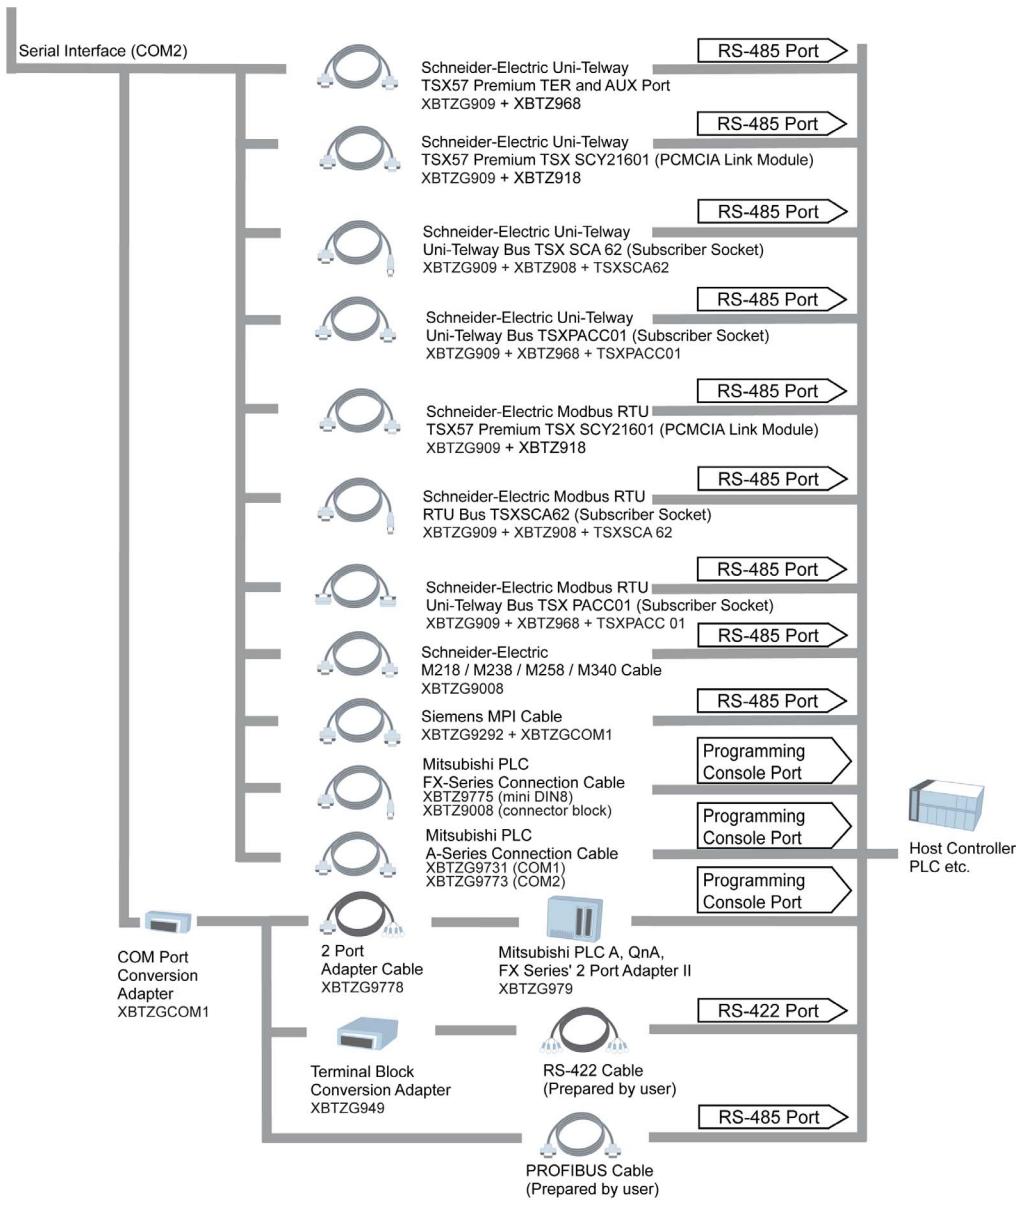 Serial Interface (COM2)
RS-485 Port
Schneider-Electric Uni-Telway
TSX57 Premium TER and AUX Port
XBTZG909 + XBTZ968
RS-485 Port
Schneider-Electric Uni-Telway
TSX57 Premium TSX SCY21601 (PCMCIA Link Module)
XBTZG909 + XBTZ918
RS-485 Port
Schneider-Electric Uni-Telway
Uni-Telway Bus TSX SCA 62 (Subscriber Socket)
XBTZG909 + XBTZ908 + TSXSCA62
RS-485 Port
Schneider-Electric Uni-Telway
Uni-Telway Bus TSXPACC01 (Subscriber Socket)
XBTZG909 + XBTZ968 + TSXPACC01
RS-485 Port
Schneider-Electric Modbus RTU
TSX57 Premium TSX SCY21601 (PCMCIA Link Module)
XBTZG909 + XBTZ918
RS-485 Port
Schneider-Electric Modbus RTU
RTU Bus TSXSCA62 (Subscriber Socket)
XBTZG909 + XBTZ908 + TSXSCA 62
RS-485 Port
Schneider-Electric Modbus RTU
Uni-Telway Bus TSX PACC01 (Subscriber Socket)
XBTZG909 + XBTZ968 + TSXPACC 01
RS-485 Port
Schneider-Electric
M218 / M238 / M258 / M340 Cable
XBTZG9008
RS-485 Port
Siemens MPI Cable
XBTZG9292 + XBTZGCOM1
Programming
Console Port
Mitsubishi PLC
FX-Series Connection Cable
XBTZ9775 (mini DIN8)
XBTZ9008 (connector block)
Programming
Console Port
Mitsubishi PLC
A-Series Connection Cable
XBTZG9731 (COM1)
XBTZG9773 (COM2)
Host Controller
PLC etc.
Programming
Console Port
COM Port
Conversion
Adapter
XBTZGCOM1
2 Port
Adapter Cable
XBTZG9778
Mitsubishi PLC A, QnA,
FX Series' 2 Port Adapter II
XBTZG979
RS-422 Port
Terminal Block
Conversion Adapter
XBTZG949
RS-422 Cable
(Prepared by user)
RS-485 Port
PROFIBUS Cable
(Prepared by user)